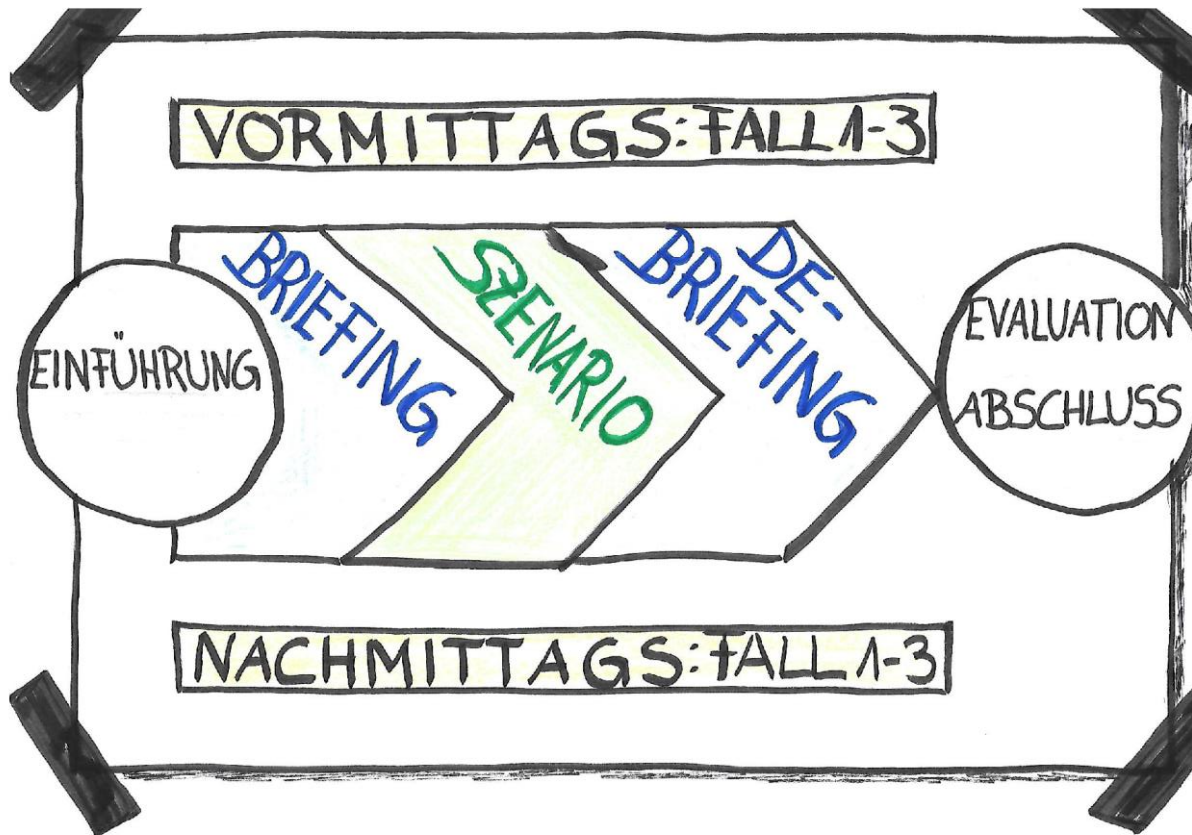 VORMITTAGS: FALL 1-3
EINFÜHRUNG
BRIEFING
SZENARIO
DE-
BRIEFING
EVALUATION
ABSCHLUSS
NACHMITTAGS: FALL 1-3